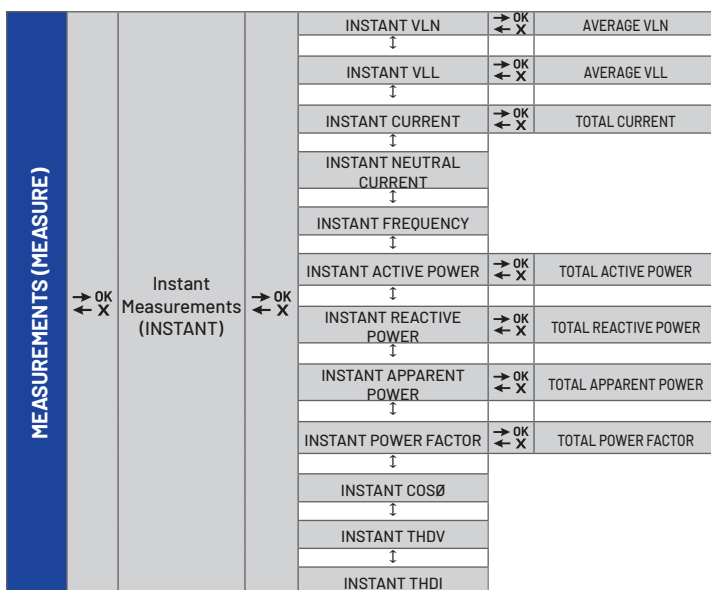 MEASUREMENTS (MEASURE)
→ OK
← X
Instant
Measurements
(INSTANT)
→ OK
← X
INSTANT VLN → OK ← X AVERAGE VLN
↕
INSTANT VLL → OK ← X AVERAGE VLL
↕
INSTANT CURRENT → OK ← X TOTAL CURRENT
↕
INSTANT NEUTRAL
CURRENT
↕
INSTANT FREQUENCY
↕
INSTANT ACTIVE POWER → OK ← X TOTAL ACTIVE POWER
↕
INSTANT REACTIVE
POWER
→ OK ← X TOTAL REACTIVE POWER
↕
INSTANT APPARENT
POWER
→ OK ← X TOTAL APPARENT POWER
↕
INSTANT POWER FACTOR → OK ← X TOTAL POWER FACTOR
↕
INSTANT COSØ
↕
INSTANT THDV
↕
INSTANT THDI